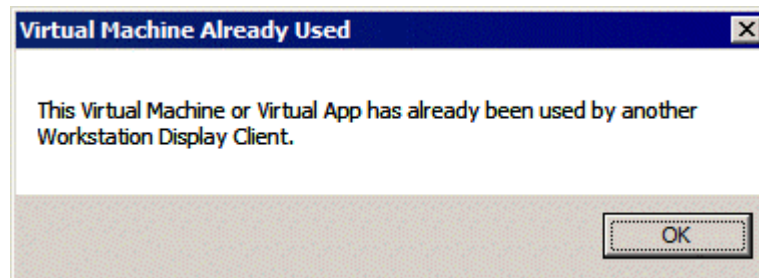 Virtual Machine Already Used
This Virtual Machine or Virtual App has already been used by another
Workstation Display Client.
OK